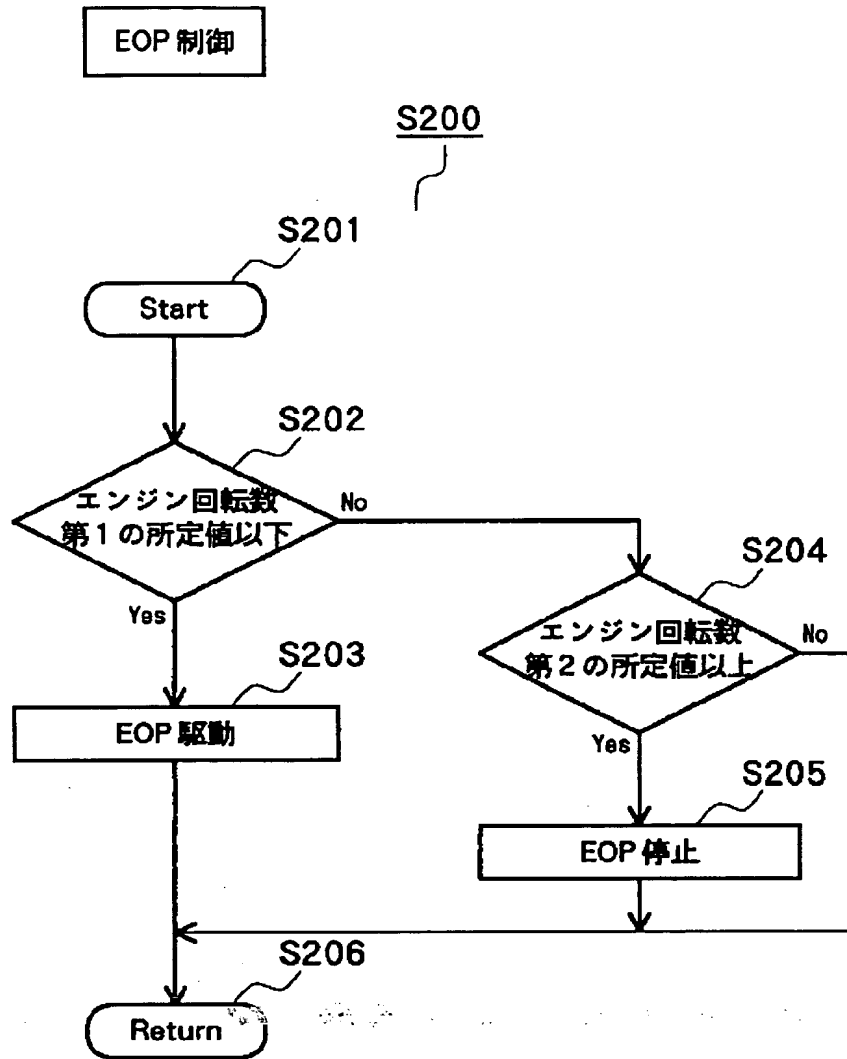 EOP 制御
S200
S201
Start
S202
エンジン回転数
第1の所定値以下
No
Yes
S203
EOP 駆動
S204
エンジン回転数
第2の所定値以上
No
Yes
S205
EOP 停止
S206
Return